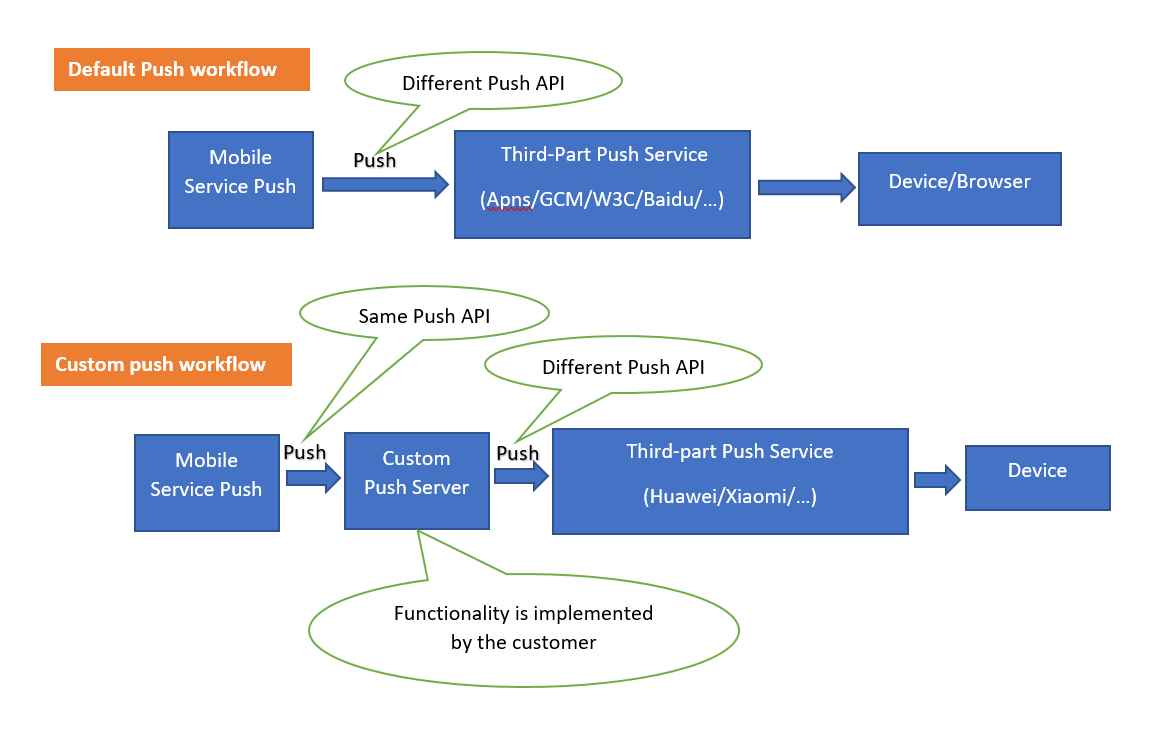 Default Push workflow
Different Push API
Mobile
Service Push
Push
Third-Part Push Service
(Apns/GCM/W3C/Baidu/...)
Device/Browser
Same Push API
Custom push workflow
Different Push API
Mobile
Service Push
Push
Custom
Push Server
Push
Third-part Push Service
(Huawei/Xiaomi/...)
Device
Functionality is implemented
by the customer